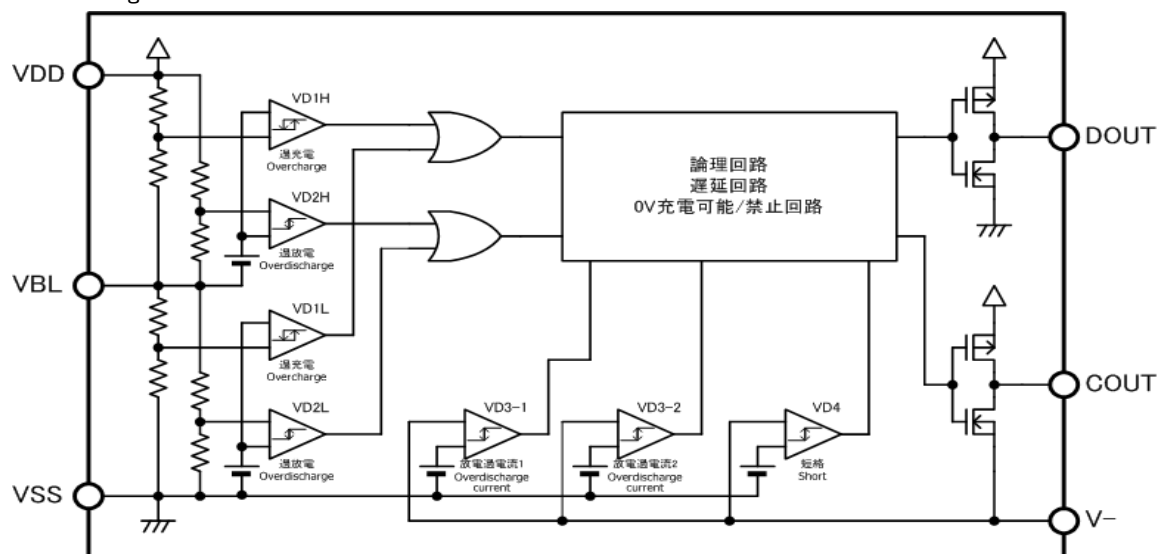 VDD
VD1H
過充電
Overcharge
論理回路
遅延回路
0V充電可能/禁止回路
DOUT
VD2H
過放電
Overdischarge
VBL
VD1L
過充電
Overcharge
COUT
VD2L
過放電
Overdischarge
VD3-1
放電過電流1
Overdischarge
current
VD3-2
放電過電流2
Overdischarge
current
VD4
短絡
Short
VSS
V-